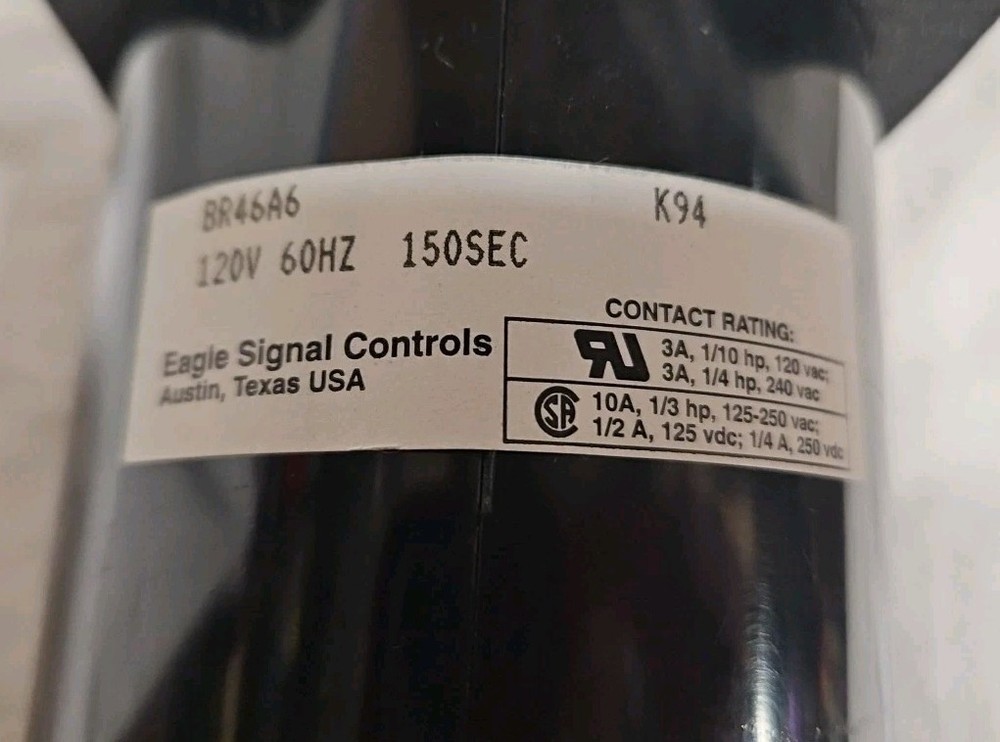 BR46A6 K94
120V 60HZ 150SEC
Eagle Signal Controls
Austin, Texas USA
CONTACT RATING:
RU 3A, 1/10 hp, 120 vac;
3A, 1/4 hp, 240 vac
SA 10A, 1/3 hp, 125-250 vac;
1/2 A, 125 vdc; 1/4 A, 250 vdc